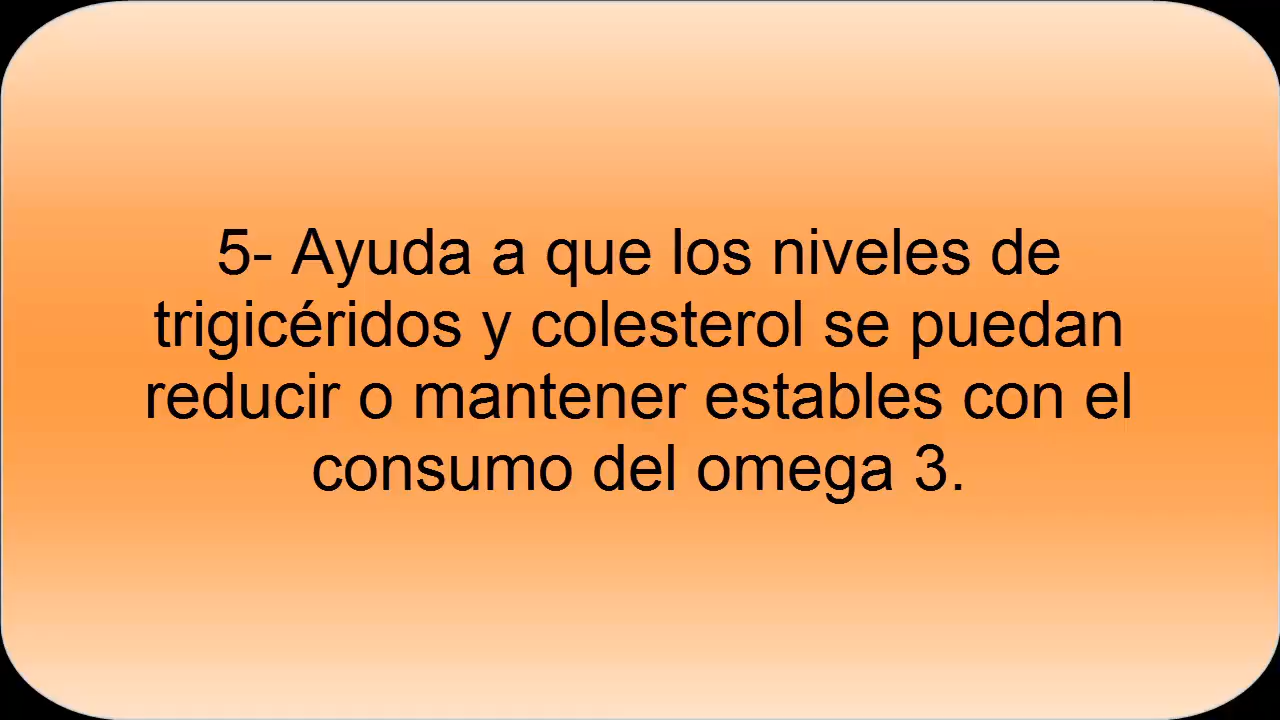 5- Ayuda a que los niveles de
trigicéridos y colesterol se puedan
reducir o mantener estables con el
consumo del omega 3.